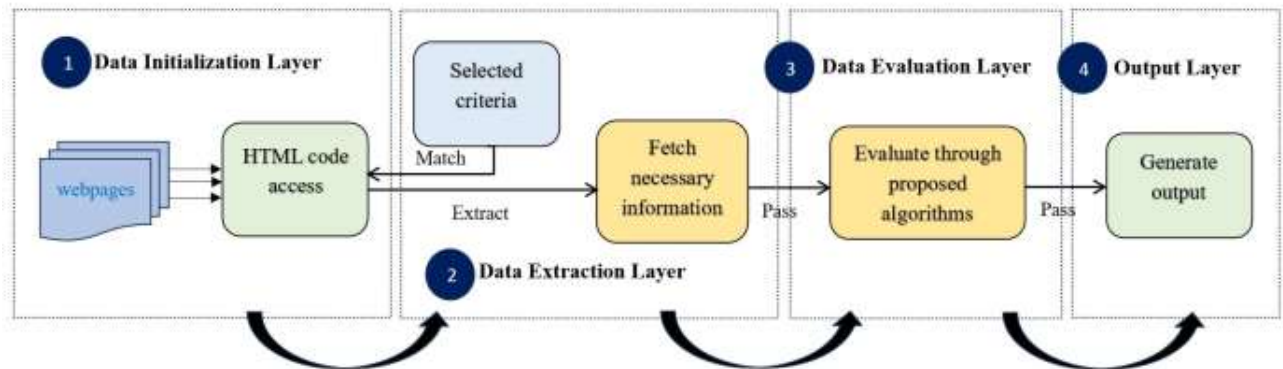 1 Data Initialization Layer
webpages
HTML code
access
Selected
criteria
Match
Extract
Fetch
necessary
information
2 Data Extraction Layer
Pass
3 Data Evaluation Layer
Evaluate through
proposed
algorithms
Pass
4 Output Layer
Generate
output